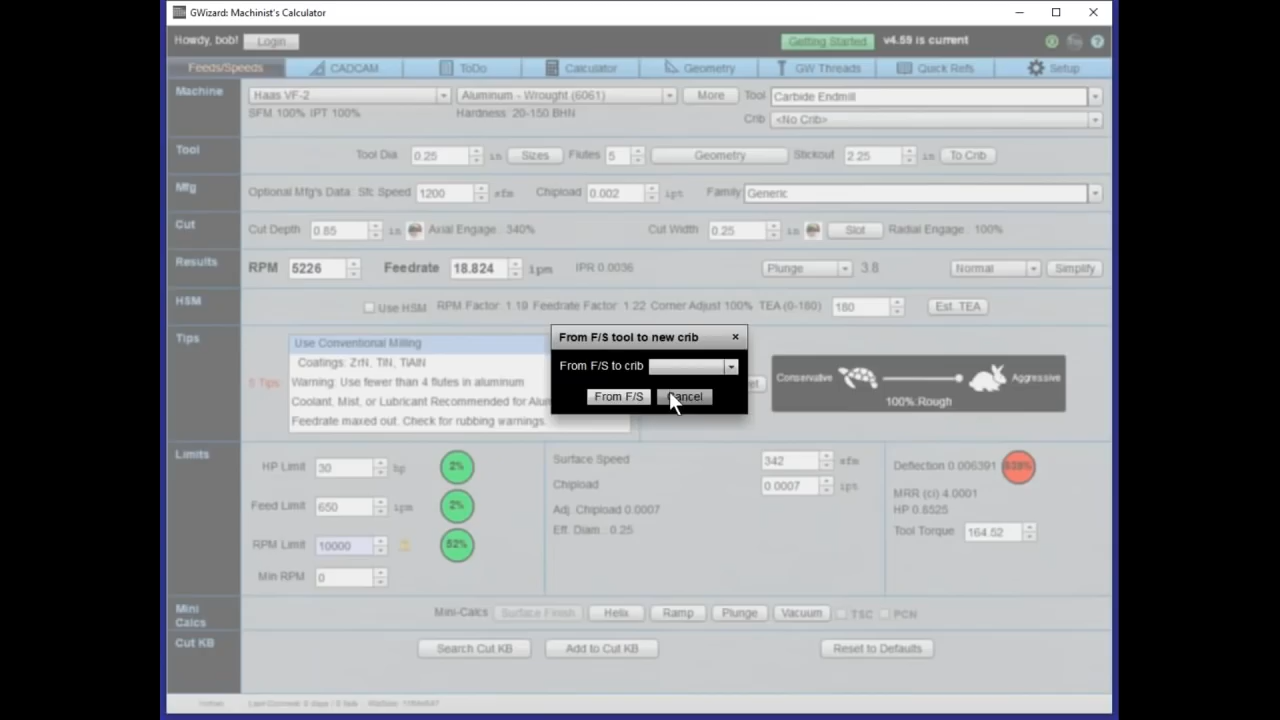 GWizard: Machinist's Calculator
Howdy, bob! Login Getting Started v4.59 is current
Feeds/Speeds CADCAM ToDo Calculator Geometry GW Threads Quick Refs Setup
Machine Haas VF-2 Aluminum - Wrought (6061) More Tool Carbide Endmill
SFM 100% IPT 100% Hardness 20-150 BHN Crib <No Crib>
Tool Tool Dia 0.25 in Sizes Flutes 5 Geometry Stickout 2.25 in To Crib
Mfg Optional Mfg's Data: Sfc Speed 1200 sfm Chipload 0.002 ipt Family Generic
Cut Cut Depth 0.85 in Axial Engage: 340% Cut Width 0.25 in Slot Radial Engage: 100%
Results RPM 5226 Feedrate 18.824 ipm IPR 0.0036 Plunge 3.8 Normal Simplify
HSM Use HSM RPM Factor: 1.19 Feedrate Factor: 1.22 Corner Adjust 100% TEA (0-180) 180 Est. TEA
From F/S tool to new crib ×
From F/S to crib
From F/S Cancel
Tips Use Conventional Milling
Coatings: ZrN, TiN, TiAlN
Tips Warning: Use fewer than 4 flutes in aluminum
Coolant, Mist, or Lubricant Recommended for Alum
Feedrate maxed out. Check for rubbing warnings.
Conservative Aggressive
100% Rough
Limits HP Limit 30 hp 2%
Feed Limit 650 ipm 2%
RPM Limit 10000 52%
Min RPM 0
Surface Speed 342 sfm
Chipload 0.0007 ipt
Adj. Chipload 0.0007
Eff. Diam.: 0.25
Deflection 0.006391
MRR (ci) 4.0001
HP 0.8525
Tool Torque 164.52
Mini Calcs Mini-Calcs Surface Finish Helix Ramp Plunge Vacuum TSC PCN
Cut KB Search Cut KB Add to Cut KB Reset to Defaults